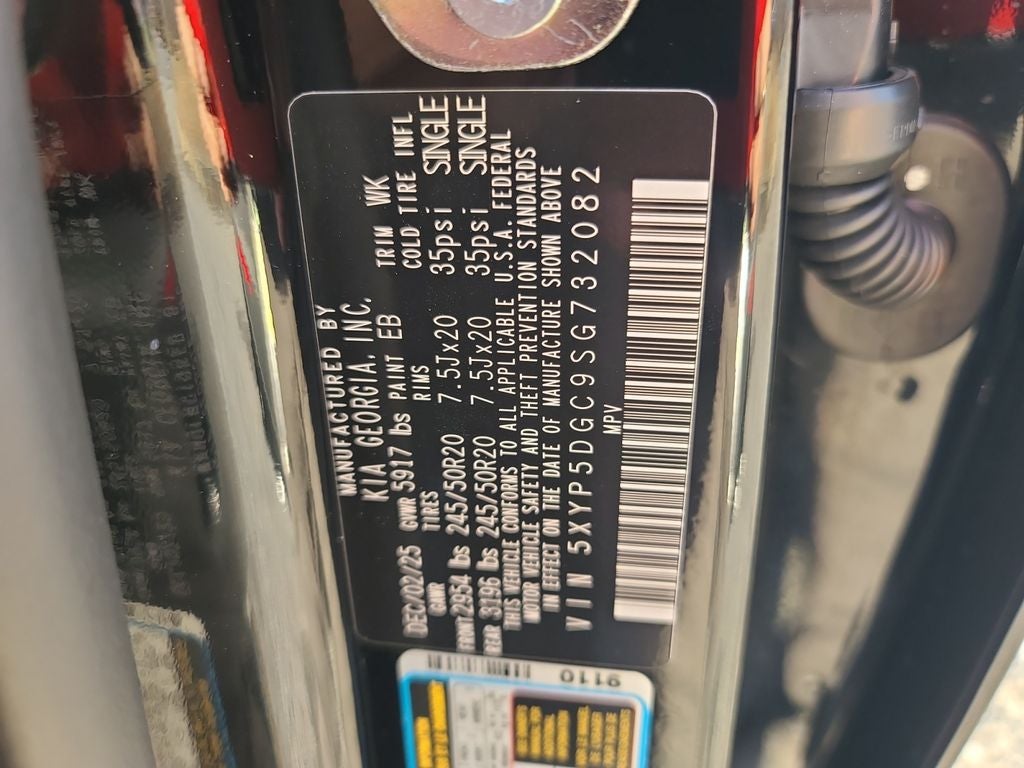 MANUFACTURED BY
KIA GEORGIA, INC.
DEC/02/25 GVWR 5917 lbs PAINT EB TRIM WK
GAWR TIRES RIMS COLD TIRE INFL
FRONT 2954 lbs 245/50R20 7.5Jx20 35psi SINGLE
REAR 3196 lbs 245/50R20 7.5Jx20 35psi SINGLE
THIS VEHICLE CONFORMS TO ALL APPLICABLE U.S.A. FEDERAL
MOTOR VEHICLE SAFETY AND THEFT PREVENTION STANDARDS
IN EFFECT ON THE DATE OF MANUFACTURE SHOWN ABOVE
VIN 5XYP5DGC9SG732082
MPV
9110